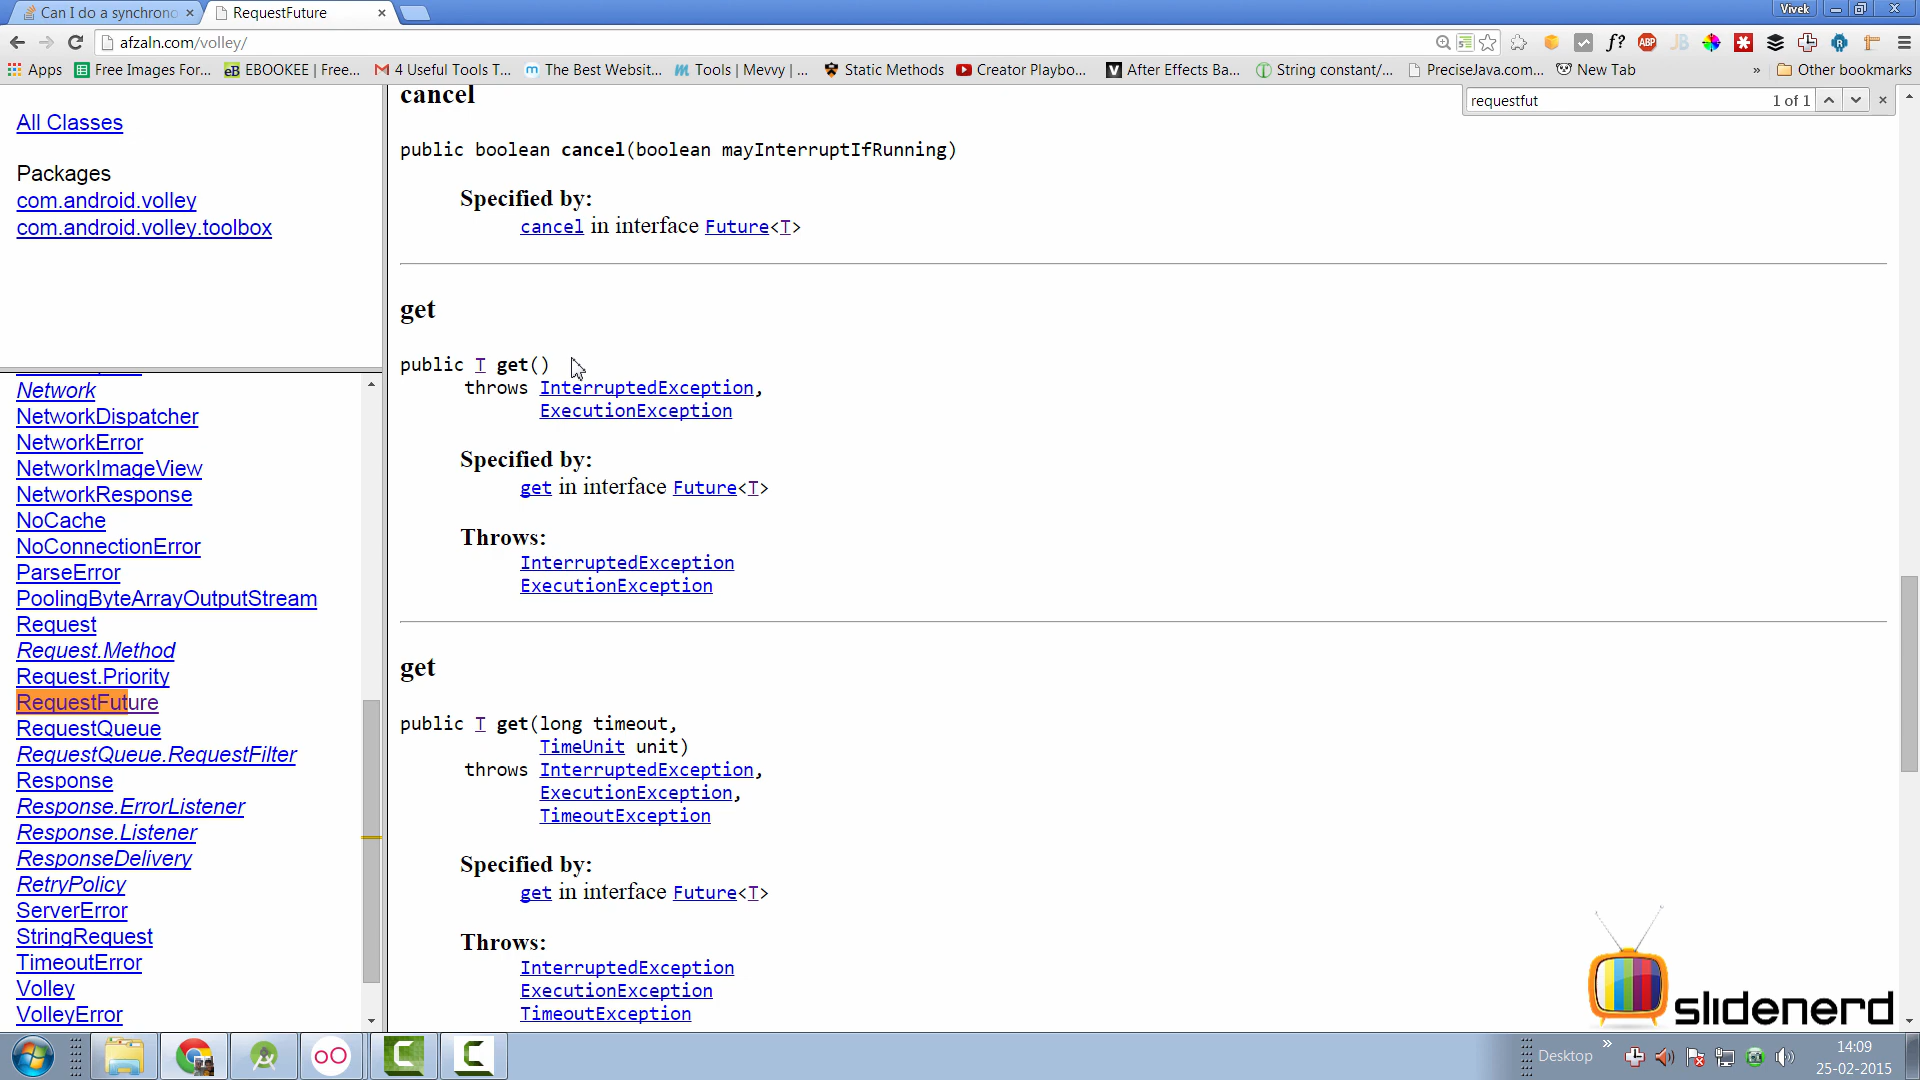 Can I do a synchrono
RequestFuture
Vivek
afzaln.com/volley/
Apps
Free Images For...
EBOOKEE | Free...
4 Useful Tools T...
The Best Websit...
Tools | Mevvy | ...
Static Methods
Creator Playbo...
After Effects Ba...
String constant/...
PreciseJava.com...
New Tab
»
Other bookmarks
requestfut
1 of 1
All Classes
Packages
com.android.volley
com.android.volley.toolbox
Network
NetworkDispatcher
NetworkError
NetworkImageView
NetworkResponse
NoCache
NoConnectionError
ParseError
PoolingByteArrayOutputStream
Request
Request.Method
Request.Priority
RequestFuture
RequestQueue
RequestQueue.RequestFilter
Response
Response.ErrorListener
Response.Listener
ResponseDelivery
RetryPolicy
ServerError
StringRequest
TimeoutError
Volley
VolleyError
cancel
public boolean cancel(boolean mayInterruptIfRunning)
Specified by:
cancel in interface Future<T>
get
public T get()
throws InterruptedException,
ExecutionException
Specified by:
get in interface Future<T>
Throws:
InterruptedException
ExecutionException
get
public T get(long timeout,
TimeUnit unit)
throws InterruptedException,
ExecutionException,
TimeoutException
Specified by:
get in interface Future<T>
Throws:
InterruptedException
ExecutionException
TimeoutException
slidenerd
Desktop
»
14:09
25-02-2015